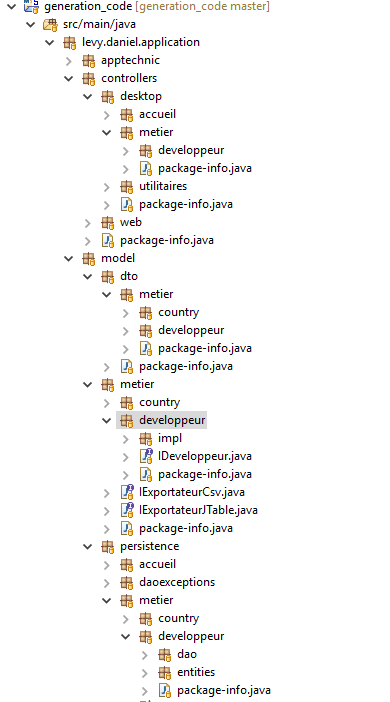 generation_code [generation_code master]
src/main/java
levy.daniel.application
apptechnic
controllers
desktop
accueil
metier
developpeur
package-info.java
utilitaires
package-info.java
web
package-info.java
model
dto
metier
country
developpeur
package-info.java
package-info.java
metier
country
developpeur
impl
IDeveloppeur.java
package-info.java
IExportateurCsv.java
IExportateurJTable.java
package-info.java
persistence
accueil
daoexceptions
metier
country
developpeur
dao
entities
package-info.java